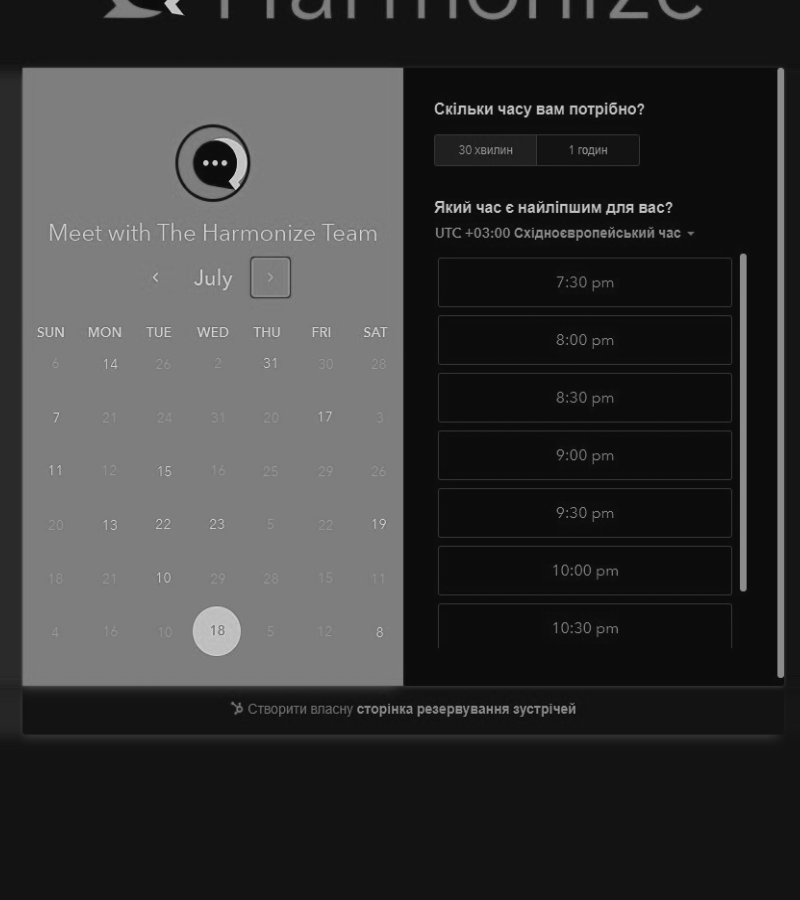 Harmonize
Meet with The Harmonize Team
July
SUN MON TUE WED THU FRI SAT
6 14 26 2 31 30 28
7 21 24 31 20 17 3
11 12 15 16 25 29 26
20 13 22 23 5 22 19
18 21 10 29 28 15 11
4 16 10 18 5 12 8
Скільки часу вам потрібно?
30 хвилин 1 годин
Який час є найліпшим для вас?
UTC +03:00 Східноєвропейський час
7:30 pm
8:00 pm
8:30 pm
9:00 pm
9:30 pm
10:00 pm
10:30 pm
Створити власну сторінка резервування зустрічей